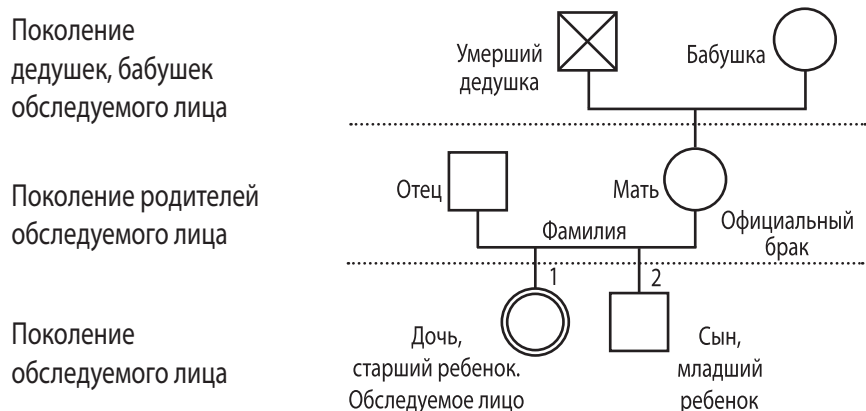 Поколение
дедушек, бабушек
обследуемого лица
Умерший
дедушка
Бабушка
Поколение родителей
обследуемого лица
Отец
Мать
Фамилия
Официальный
брак
Поколение
обследуемого лица
1
2
Дочь,
старший ребенок.
Обследуемое лицо
Сын,
младший
ребенок